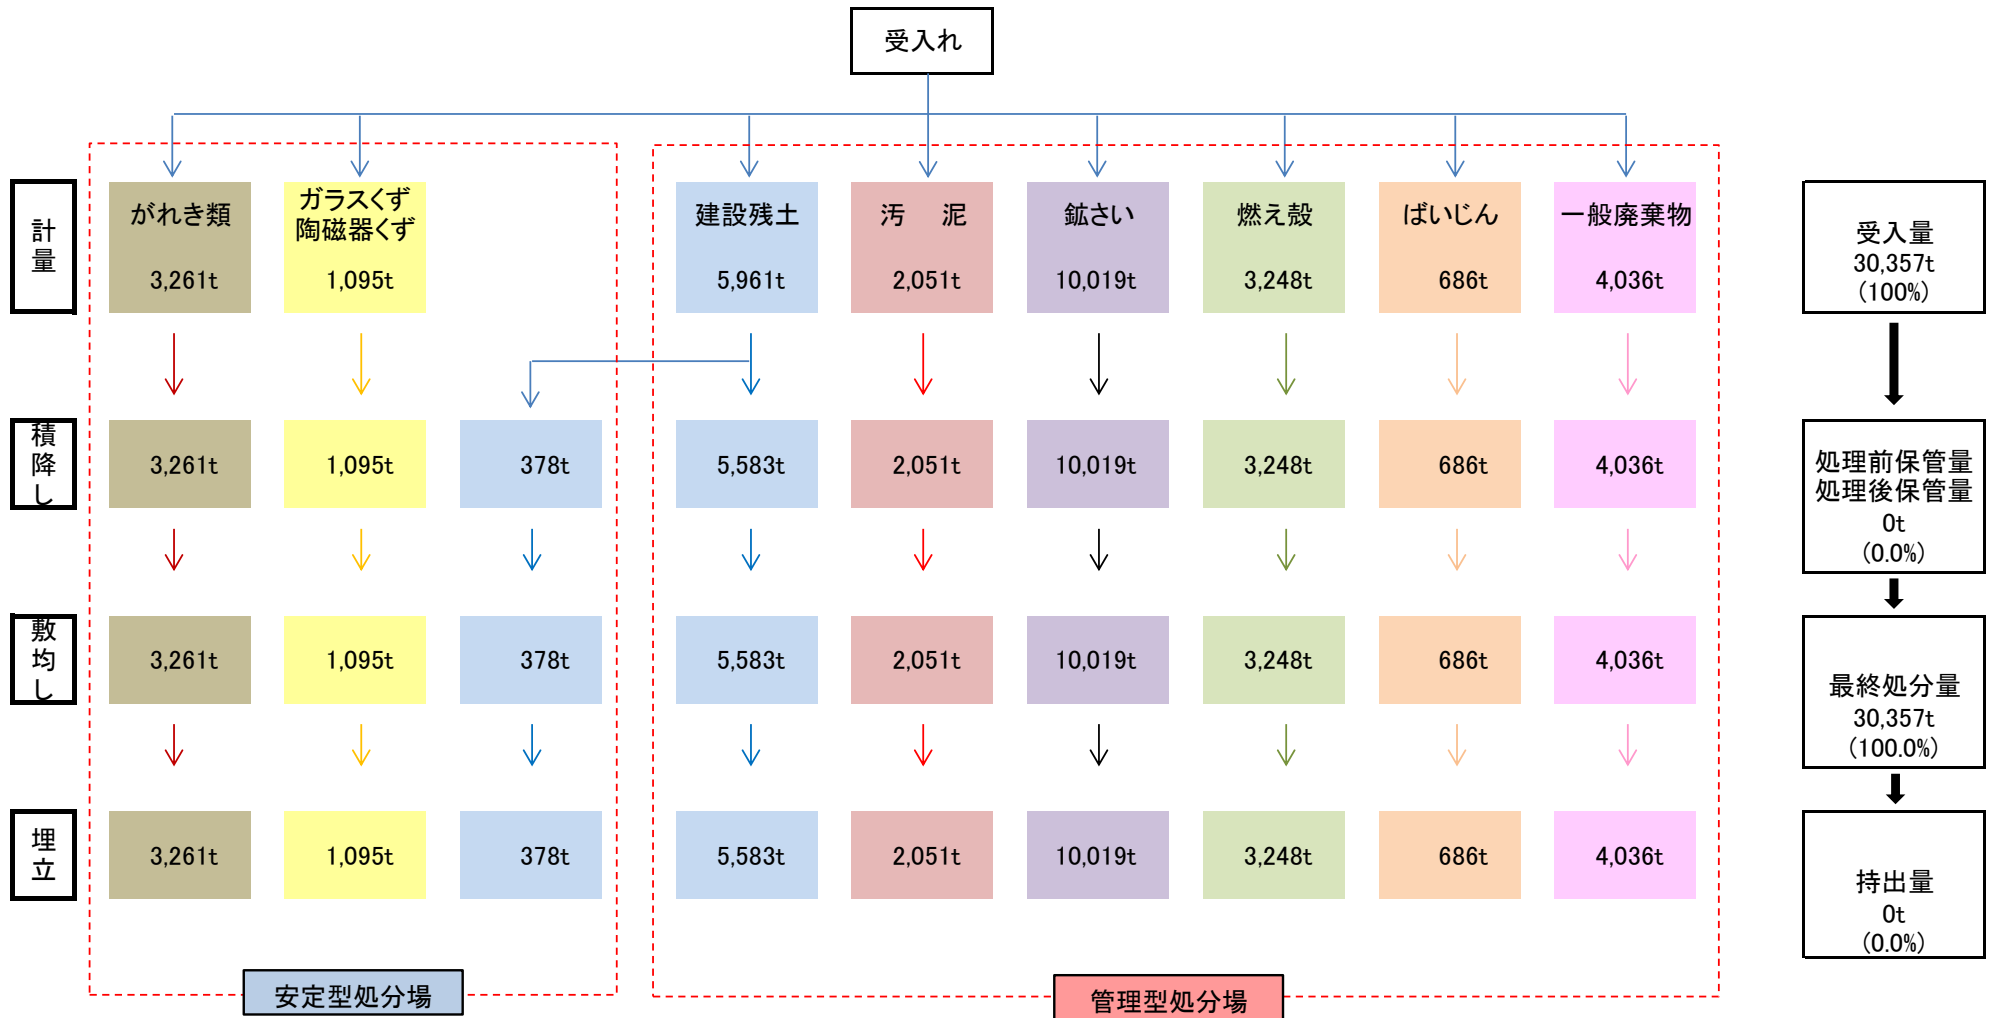 受入れ
計
量
がれき類
3,261t
ガラスくず
陶磁器くず
1,095t
建設残土
5,961t
汚 泥
2,051t
鉱さい
10,019t
燃え殻
3,248t
ばいじん
686t
一般廃棄物
4,036t
受入量
30,357t
(100%)
積
降
し
3,261t
1,095t
378t
5,583t
2,051t
10,019t
3,248t
686t
4,036t
処理前保管量
処理後保管量
0t
(0.0%)
敷
均
し
3,261t
1,095t
378t
5,583t
2,051t
10,019t
3,248t
686t
4,036t
最終処分量
30,357t
(100.0%)
埋
立
3,261t
1,095t
378t
5,583t
2,051t
10,019t
3,248t
686t
4,036t
持出量
0t
(0.0%)
安定型処分場
管理型処分場